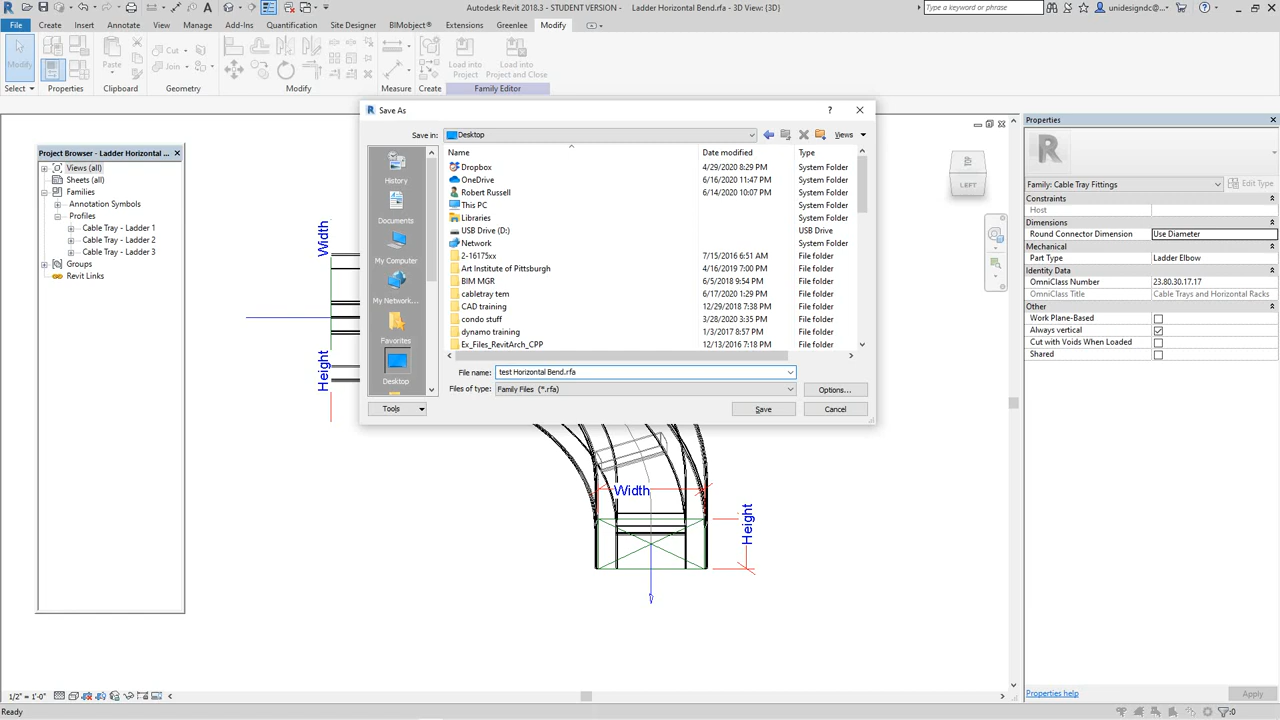 Autodesk Revit 2018.3 - STUDENT VERSION - Ladder Horizontal Bend.rfa - 3D View: {3D}
Type a keyword or phrase
unidesigndc@...
File Create Insert Annotate View Manage Add-Ins Quantification Site Designer BIMobject® Extensions Greenlee Modify
Modify
Paste
Cut
Join
Load into Project
Load into Project and Close
Select Properties Clipboard Geometry Modify Measure Create Family Editor
Project Browser - Ladder Horizontal ...
Views (all)
Sheets (all)
Families
Annotation Symbols
Profiles
Cable Tray - Ladder 1
Cable Tray - Ladder 2
Cable Tray - Ladder 3
Groups
Revit Links
Width
Height
Save As
Save in: Desktop
Views
History
Documents
My Computer
My Network...
Favorites
Desktop
Name Date modified Type
Dropbox 4/29/2020 8:29 PM System Folder
OneDrive 6/16/2020 11:47 PM System Folder
Robert Russell 6/14/2020 10:07 PM System Folder
This PC System Folder
Libraries System Folder
USB Drive (D:) USB Drive
Network System Folder
2-16175xx 7/15/2016 6:51 AM File folder
Art Institute of Pittsburgh 4/16/2019 7:00 PM File folder
BIM MGR 6/5/2018 9:54 PM File folder
cabletray tem 6/17/2020 1:29 PM File folder
CAD training 12/29/2018 7:38 PM File folder
condo stuff 3/28/2020 3:35 PM File folder
dynamo training 1/3/2017 8:57 PM File folder
Ex_Files_RevitArch_CPP 12/13/2016 7:18 PM File folder
File name: test Horizontal Bend.rfa
Files of type: Family Files (*.rfa)
Options...
Tools
Save
Cancel
Width
Height
LEFT
Properties
Family: Cable Tray Fittings
Edit Type
Constraints
Host
Dimensions
Round Connector Dimension Use Diameter
Mechanical
Part Type Ladder Elbow
Identity Data
OmniClass Number 23.80.30.17.17
OmniClass Title Cable Trays and Horizontal Racks
Other
Work Plane-Based
Always vertical
Cut with Voids When Loaded
Shared
Properties help
Apply
1/2" = 1'-0"
Ready
:0